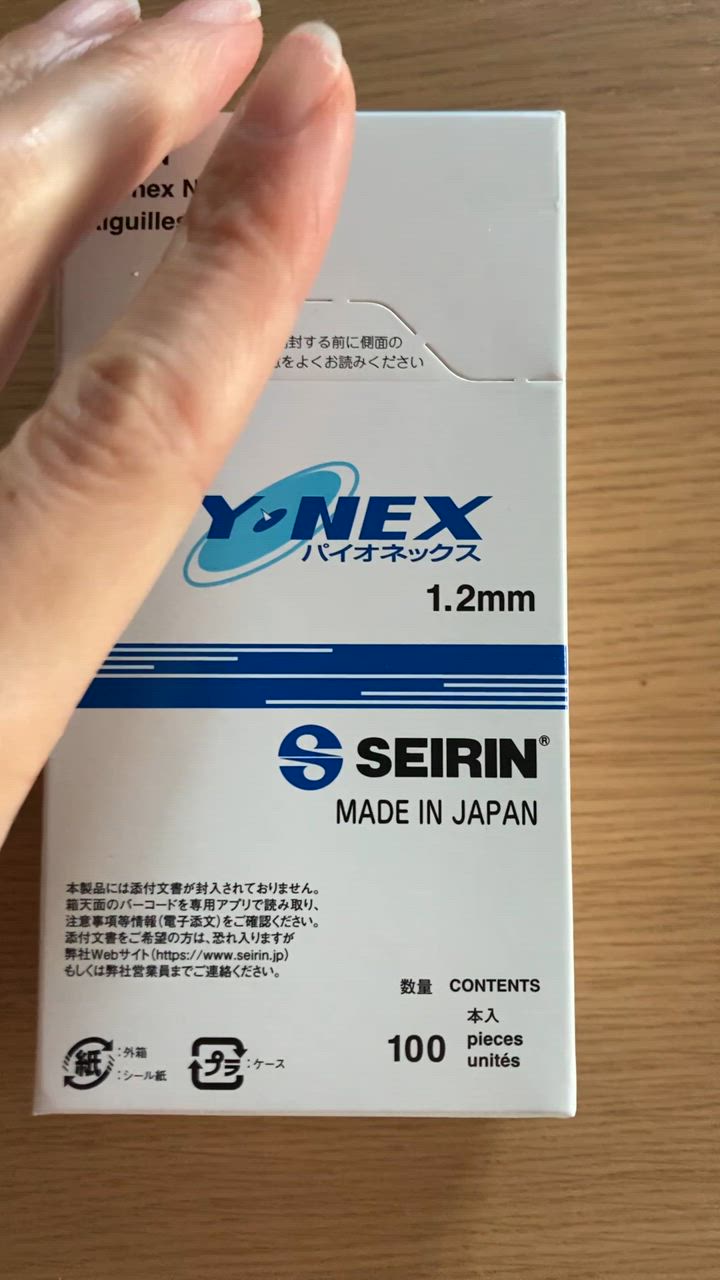 封する前に側面の
をよくお読みください
Y NEX
パイオネックス
1.2mm
SEIRIN®
MADE IN JAPAN
本製品には添付文書が封入されておりません。
箱天面のバーコードを専用アプリで読み取り、
注意事項等情報(電子添文)をご確認ください。
添付文書をご希望の方は、恐れ入りますが
弊社Webサイト(https://www.seirin.jp)
もしくは弊社営業員までご連絡ください。
数量 CONTENTS
本入
100 pieces
unités
紙 :外箱
:シール紙
プラ :ケース